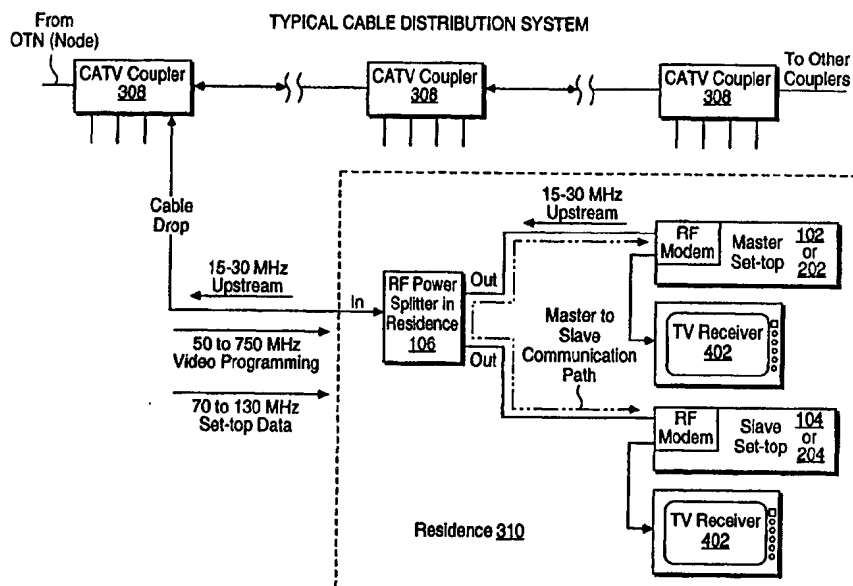 TYPICAL CABLE DISTRIBUTION SYSTEM
From
OTN (Node)
CATV Coupler
308
CATV Coupler
308
CATV Coupler
308
To Other
Couplers
Cable
Drop
15-30 MHz
Upstream
50 to 750 MHz
Video Programming
70 to 130 MHz
Set-top Data
In
RF Power
Splitter in
Residence
106
Out
Out
15-30 MHz
Upstream
RF
Modem
Master
Set-top
102
or
202
TV Receiver
402
Master to
Slave
Communication
Path
RF
Modem
Slave
Set-top
104
or
204
TV Receiver
402
Residence 310